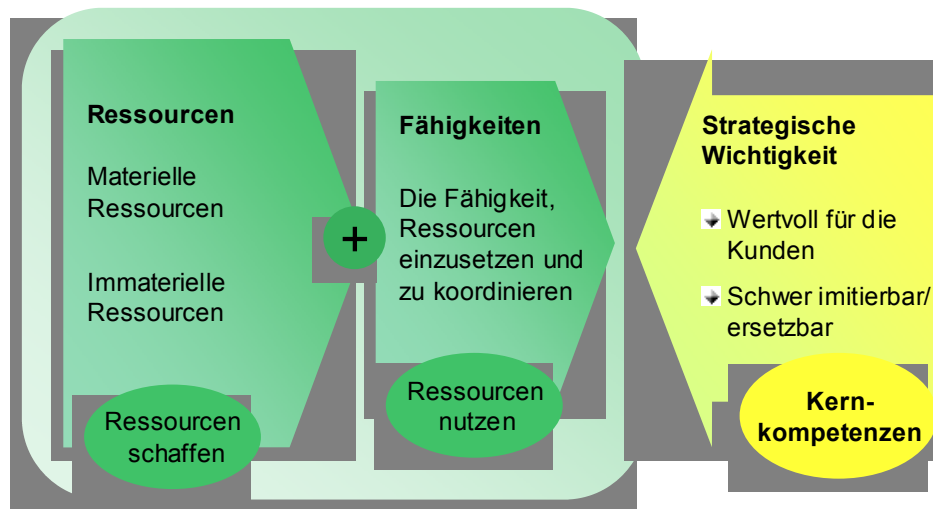 Ressourcen
Materielle
Ressourcen
Immaterielle
Ressourcen
Ressourcen
schaffen
+
Fähigkeiten
Die Fähigkeit,
Ressourcen
einzusetzen und
zu koordinieren
Ressourcen
nutzen
Strategische
Wichtigkeit
Wertvoll für die
Kunden
Schwer imitierbar/
ersetzbar
Kern-
kompetenzen